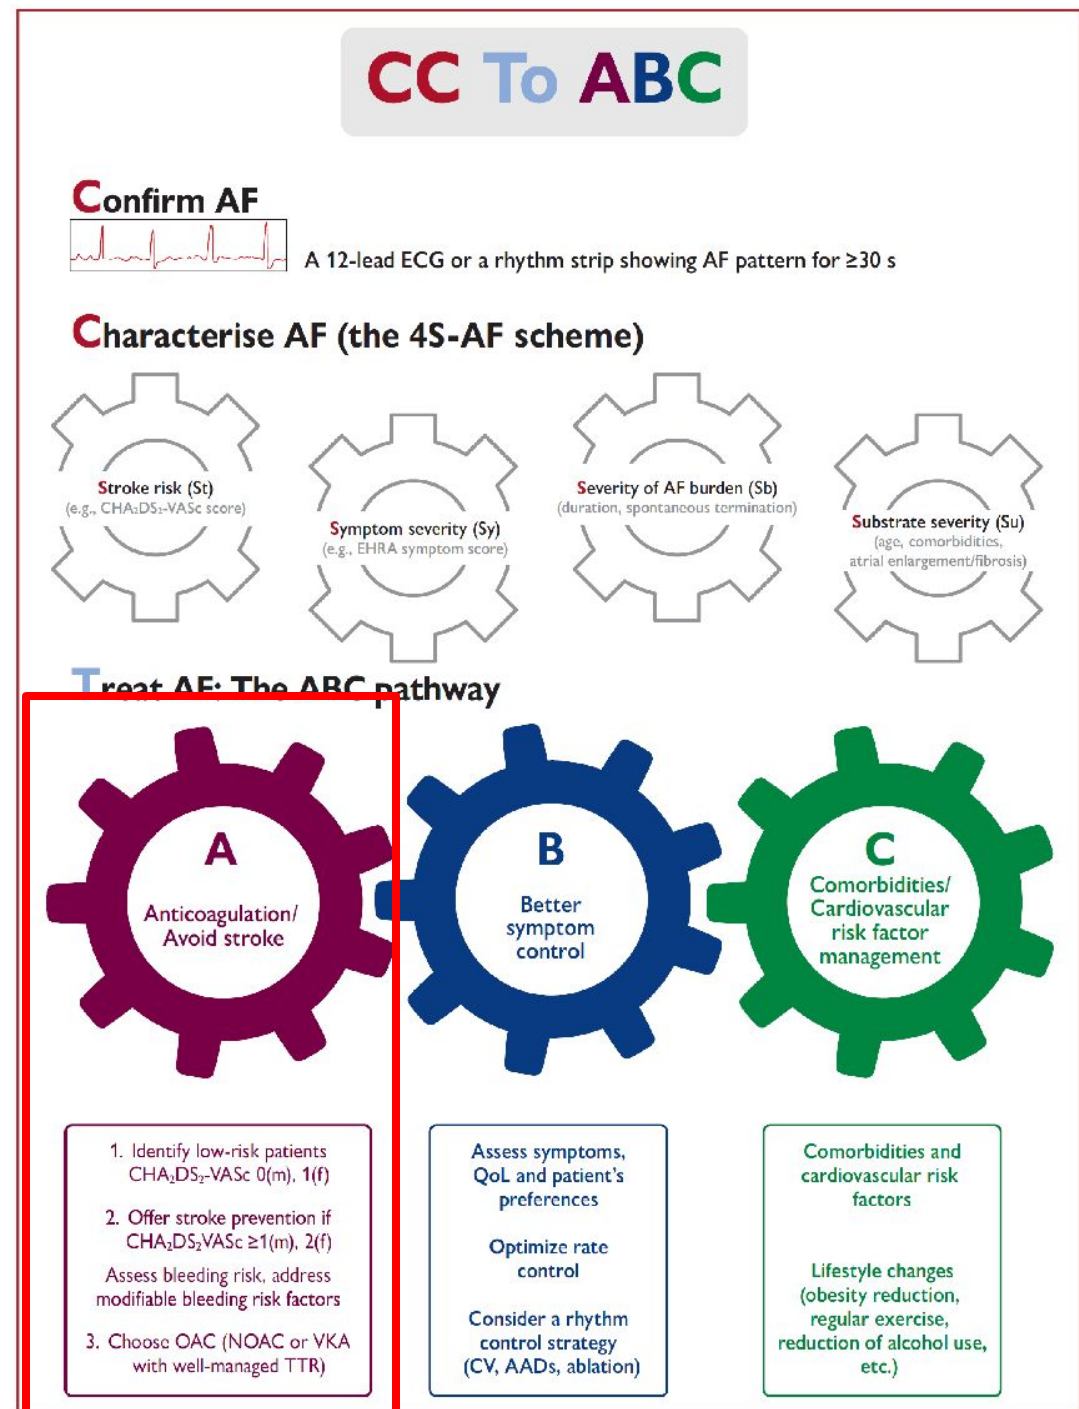 CC To ABC
Confirm AF
A 12-lead ECG or a rhythm strip showing AF pattern for ≥30 s
Characterise AF (the 4S-AF scheme)
Stroke risk (St)
(e.g., CHA₂DS₂-VASc score)
Symptom severity (Sy)
(e.g., EHRA symptom score)
Severity of AF burden (Sb)
(duration, spontaneous termination)
Substrate severity (Su)
(age, comorbidities,
atrial enlargement/fibrosis)
Treat AF: The ABC pathway
A
Anticoagulation/
Avoid stroke
B
Better
symptom
control
C
Comorbidities/
Cardiovascular
risk factor
management
1. Identify low-risk patients
CHA₂DS₂-VASc 0(m), 1(f)
2. Offer stroke prevention if
CHA₂DS₂VASc ≥1(m), 2(f)
Assess bleeding risk, address
modifiable bleeding risk factors
3. Choose OAC (NOAC or VKA
with well-managed TTR)
Assess symptoms,
QoL and patient's
preferences
Optimize rate
control
Consider a rhythm
control strategy
(CV, AADs, ablation)
Comorbidities and
cardiovascular risk
factors
Lifestyle changes
(obesity reduction,
regular exercise,
reduction of alcohol use,
etc.)